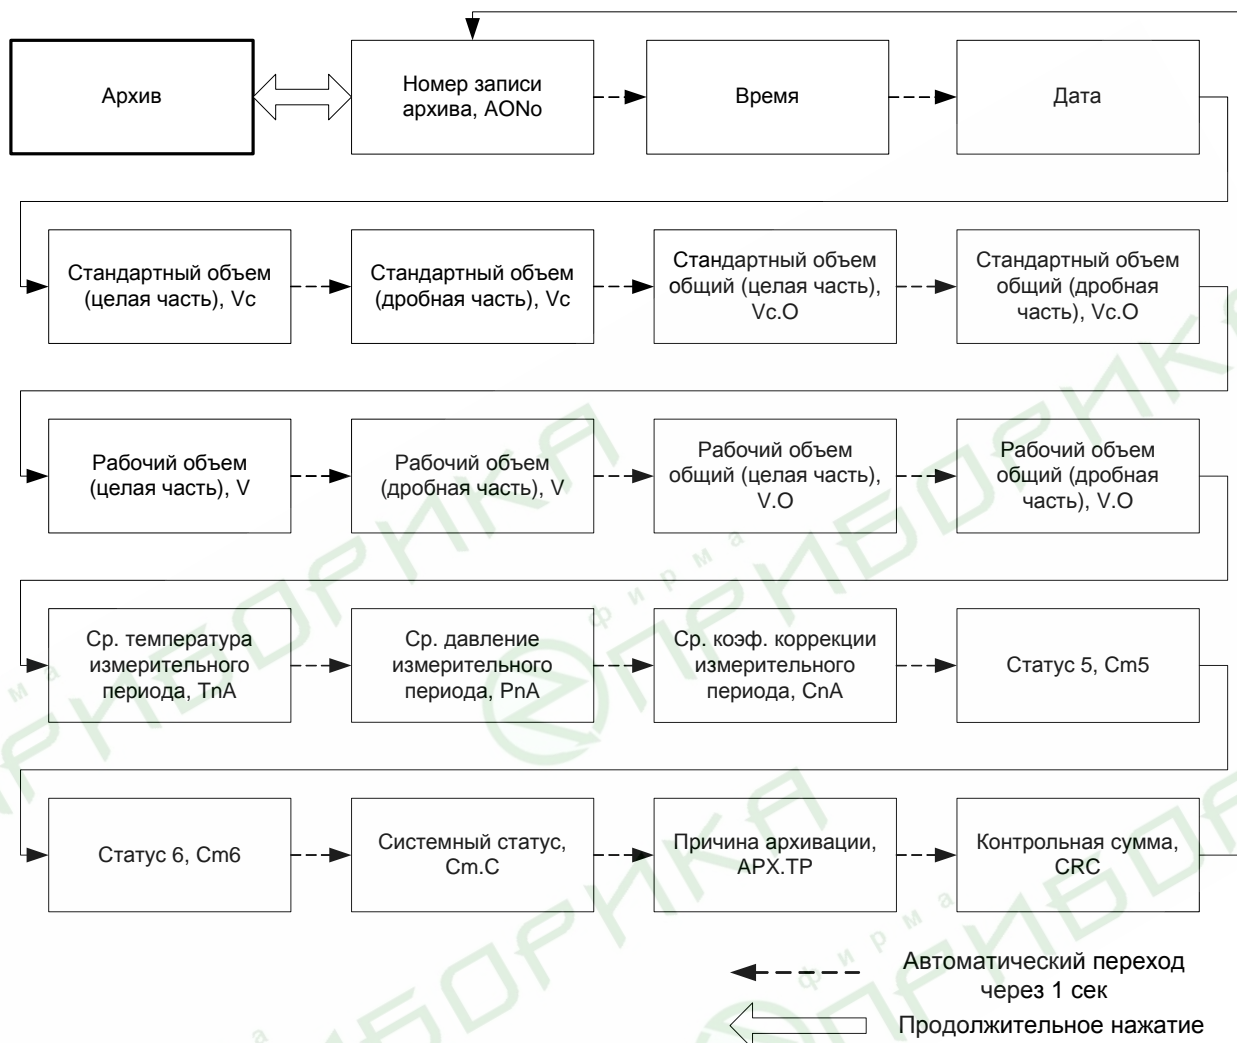 Архив
Номер записи
архива, AONo
Время
Дата
Стандартный объем
(целая часть), Vc
Стандартный объем
(дробная часть), Vc
Стандартный объем
общий (целая часть),
Vc.O
Стандартный объем
общий (дробная
часть), Vc.O
Рабочий объем
(целая часть), V
Рабочий объем
(дробная часть), V
Рабочий объем
общий (целая часть),
V.O
Рабочий объем
общий (дробная
часть), V.O
Ср. температура
измерительного
периода, TnA
Ср. давление
измерительного
периода, PnA
Ср. коэф. коррекции
измерительного
периода, CnA
Статус 5, Cm5
Статус 6, Cm6
Системный статус,
Cm.C
Причина архивации,
APX.TP
Контрольная сумма,
CRC
Автоматический переход
через 1 сек
Продолжительное нажатие
фирма
ПРИБОРИКА